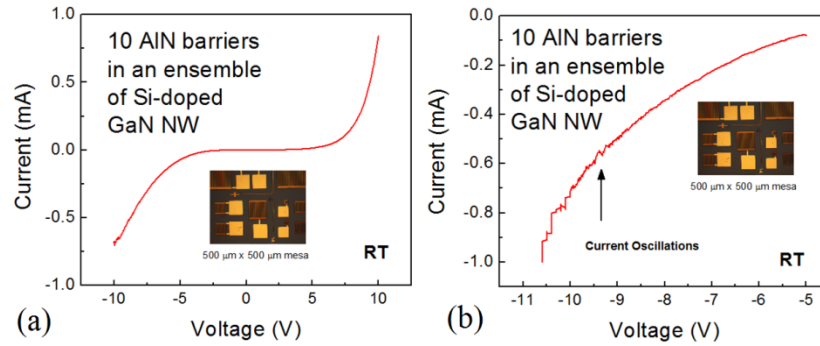 1.0
0.5
0.0
-0.5
-1.0
Current (mA)
10 AlN barriers
in an ensemble
of Si-doped
GaN NW
500 µm x 500 µm mesa
RT
-10
-5
0
5
10
Voltage (V)
(a)
0.0
-0.2
-0.4
-0.6
-0.8
-1.0
Current (mA)
10 AlN barriers
in an ensemble
of Si-doped
GaN NW
500 µm x 500 µm mesa
Current Oscillations
RT
-11
-10
-9
-8
-7
-6
-5
Voltage (V)
(b)